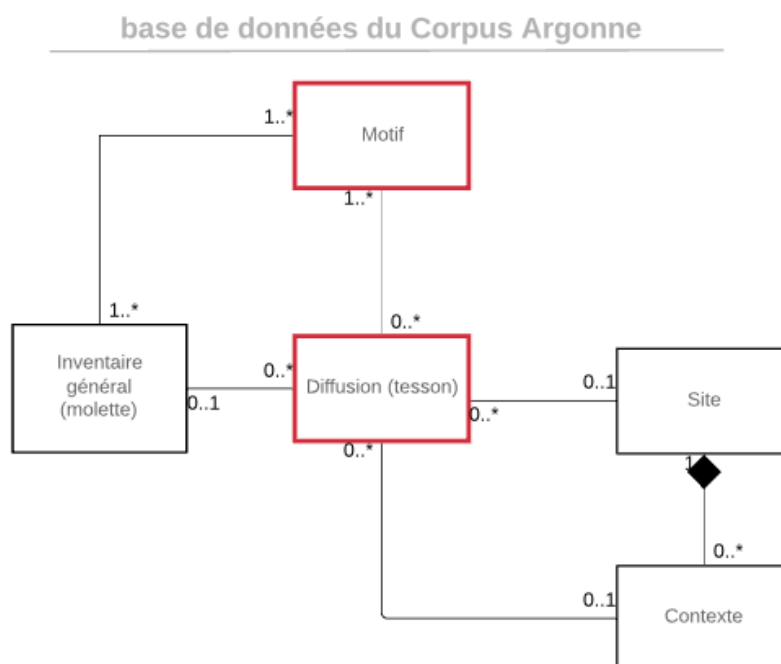 base de données du Corpus Argonne
1..*
Motif
1..*
1..*
0..*
Inventaire
général
(molette)
0..1
0..*
Diffusion (tesson)
0..*
0..*
0..1
Site
1
0..*
0..1
Contexte